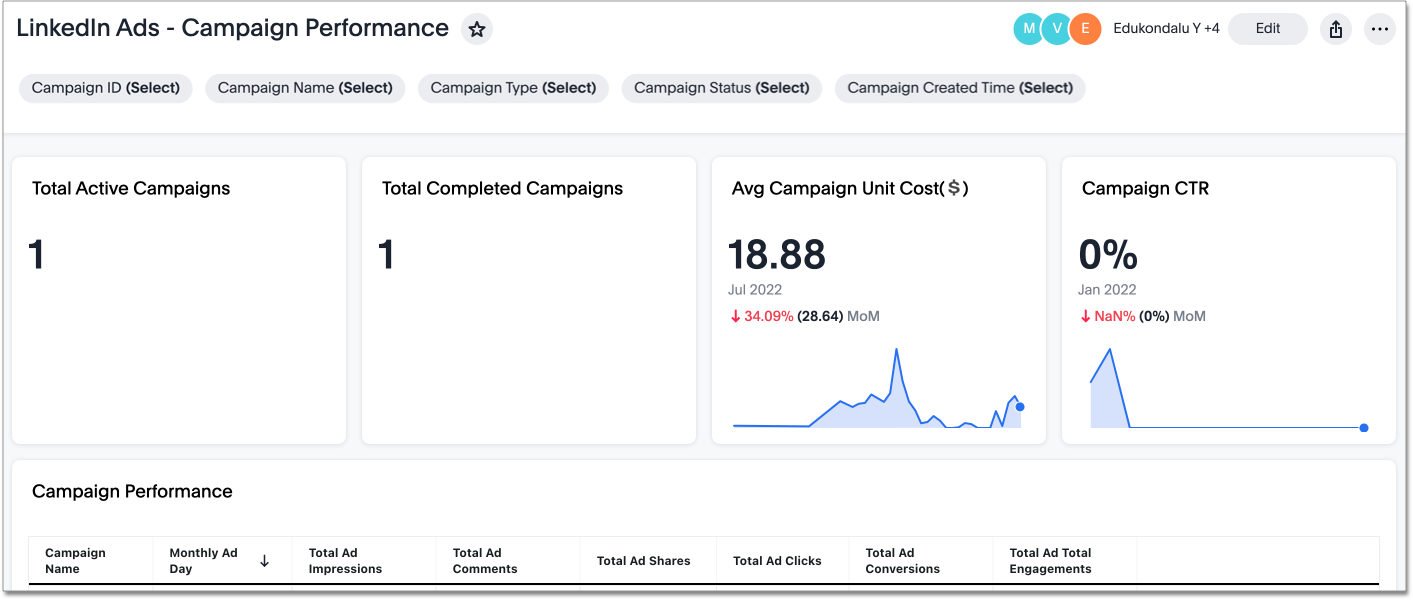 LinkedIn Ads - Campaign Performance
M V E Edukondalu Y +4 Edit
Campaign ID (Select) Campaign Name (Select) Campaign Type (Select) Campaign Status (Select) Campaign Created Time (Select)
Total Active Campaigns
1
Total Completed Campaigns
1
Avg Campaign Unit Cost($)
18.88
Jul 2022
↓ 34.09% (28.64) MoM
Campaign CTR
0%
Jan 2022
↓ NaN% (0%) MoM
Campaign Performance
Campaign
Name
Monthly Ad
Day ↓
Total Ad
Impressions
Total Ad
Comments
Total Ad Shares
Total Ad Clicks
Total Ad
Conversions
Total Ad Total
Engagements